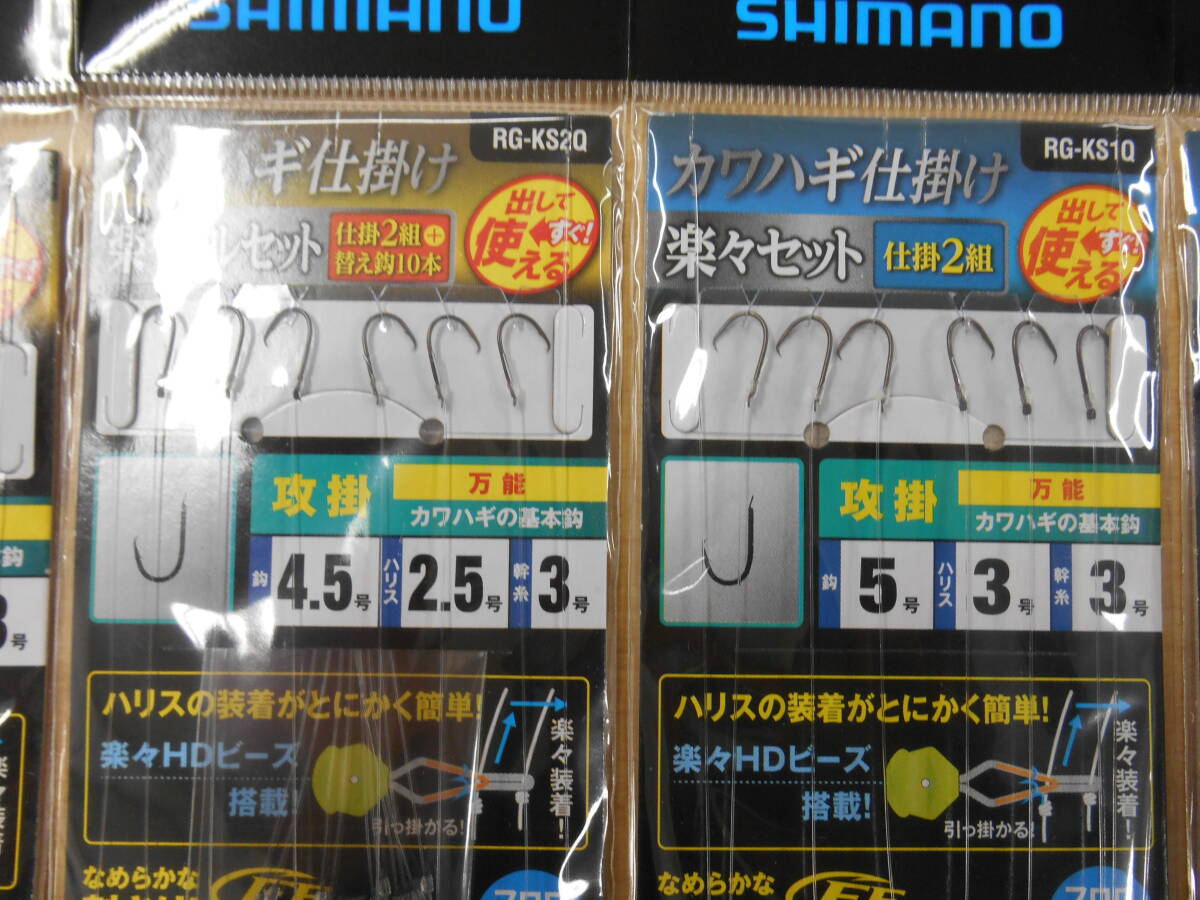 SHIMANO
RG-KS2Q
ハギ仕掛け
楽
ルセット
仕掛2組+
替え鈎10本
出して
使える
すぐ!
攻掛
万能
カワハギの基本鈎
鈎
4.5号
ハリス
2.5号
幹糸
3号
ハリスの装着がとにかく簡単!
楽々HDビーズ
搭載!
引っ掛かる!
楽々装着!
なめらかな
SHIMANO
RG-KS1Q
カワハギ仕掛け
楽々セット
仕掛2組
出して
使える
すぐ!
攻掛
万能
カワハギの基本鈎
鈎
5号
ハリス
3号
幹糸
3号
ハリスの装着がとにかく簡単!
楽々HDビーズ
搭載!
引っ掛かる!
楽々装着!
なめらかな